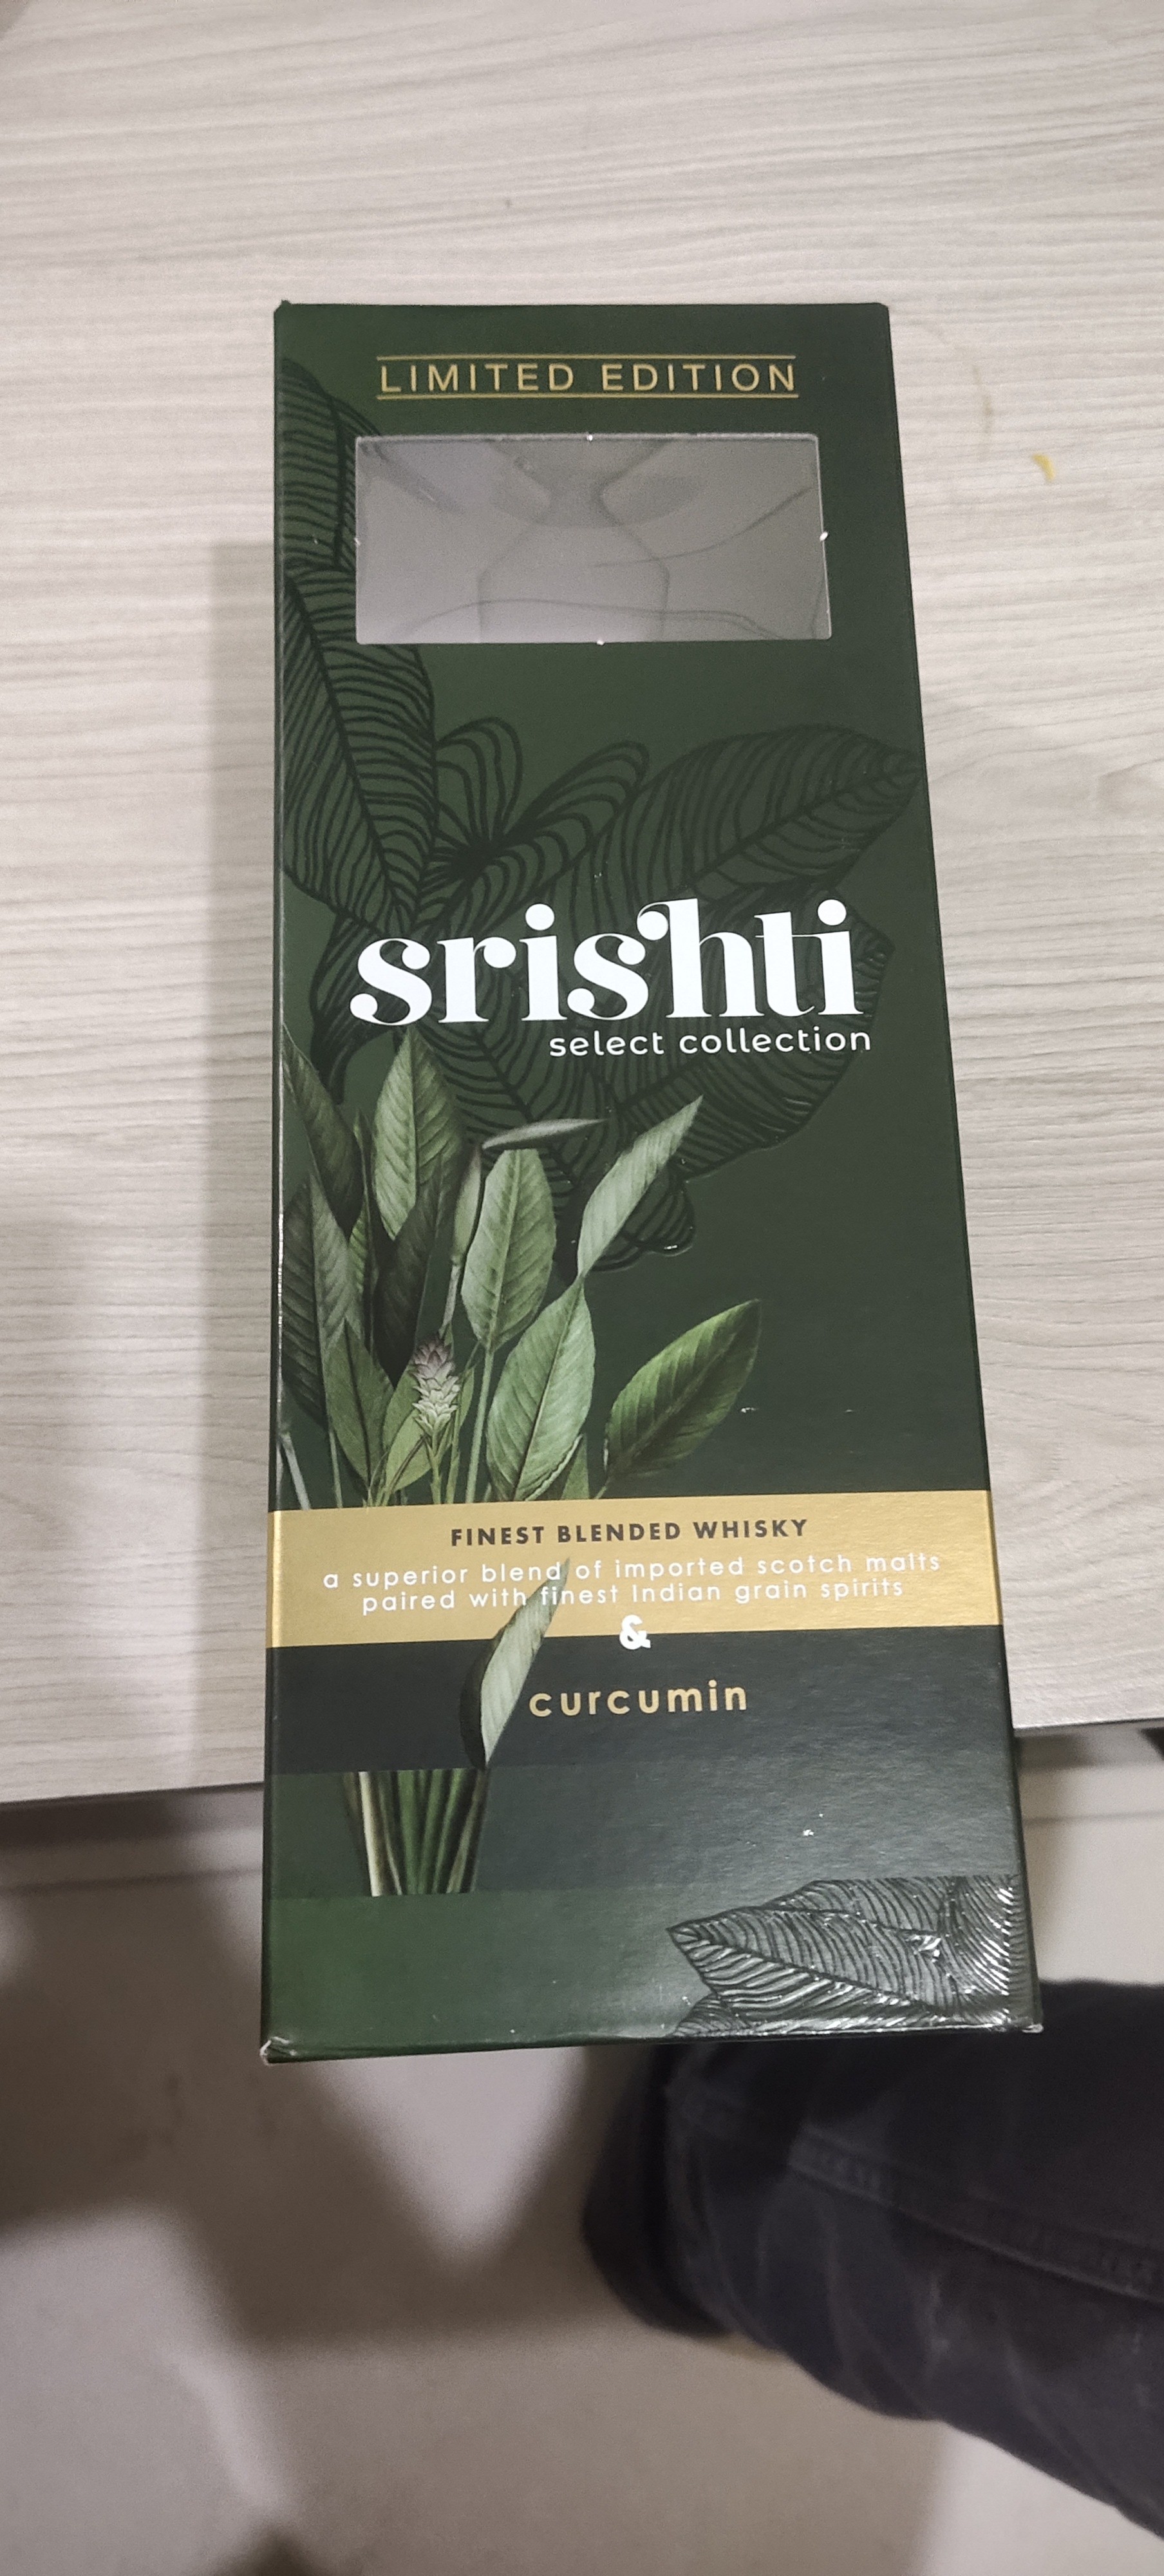 LIMITED EDITION
srishti
select collection
FINEST BLENDED WHISKY
a superior blend of imported scotch malts
paired with finest Indian grain spirits
&
curcumin